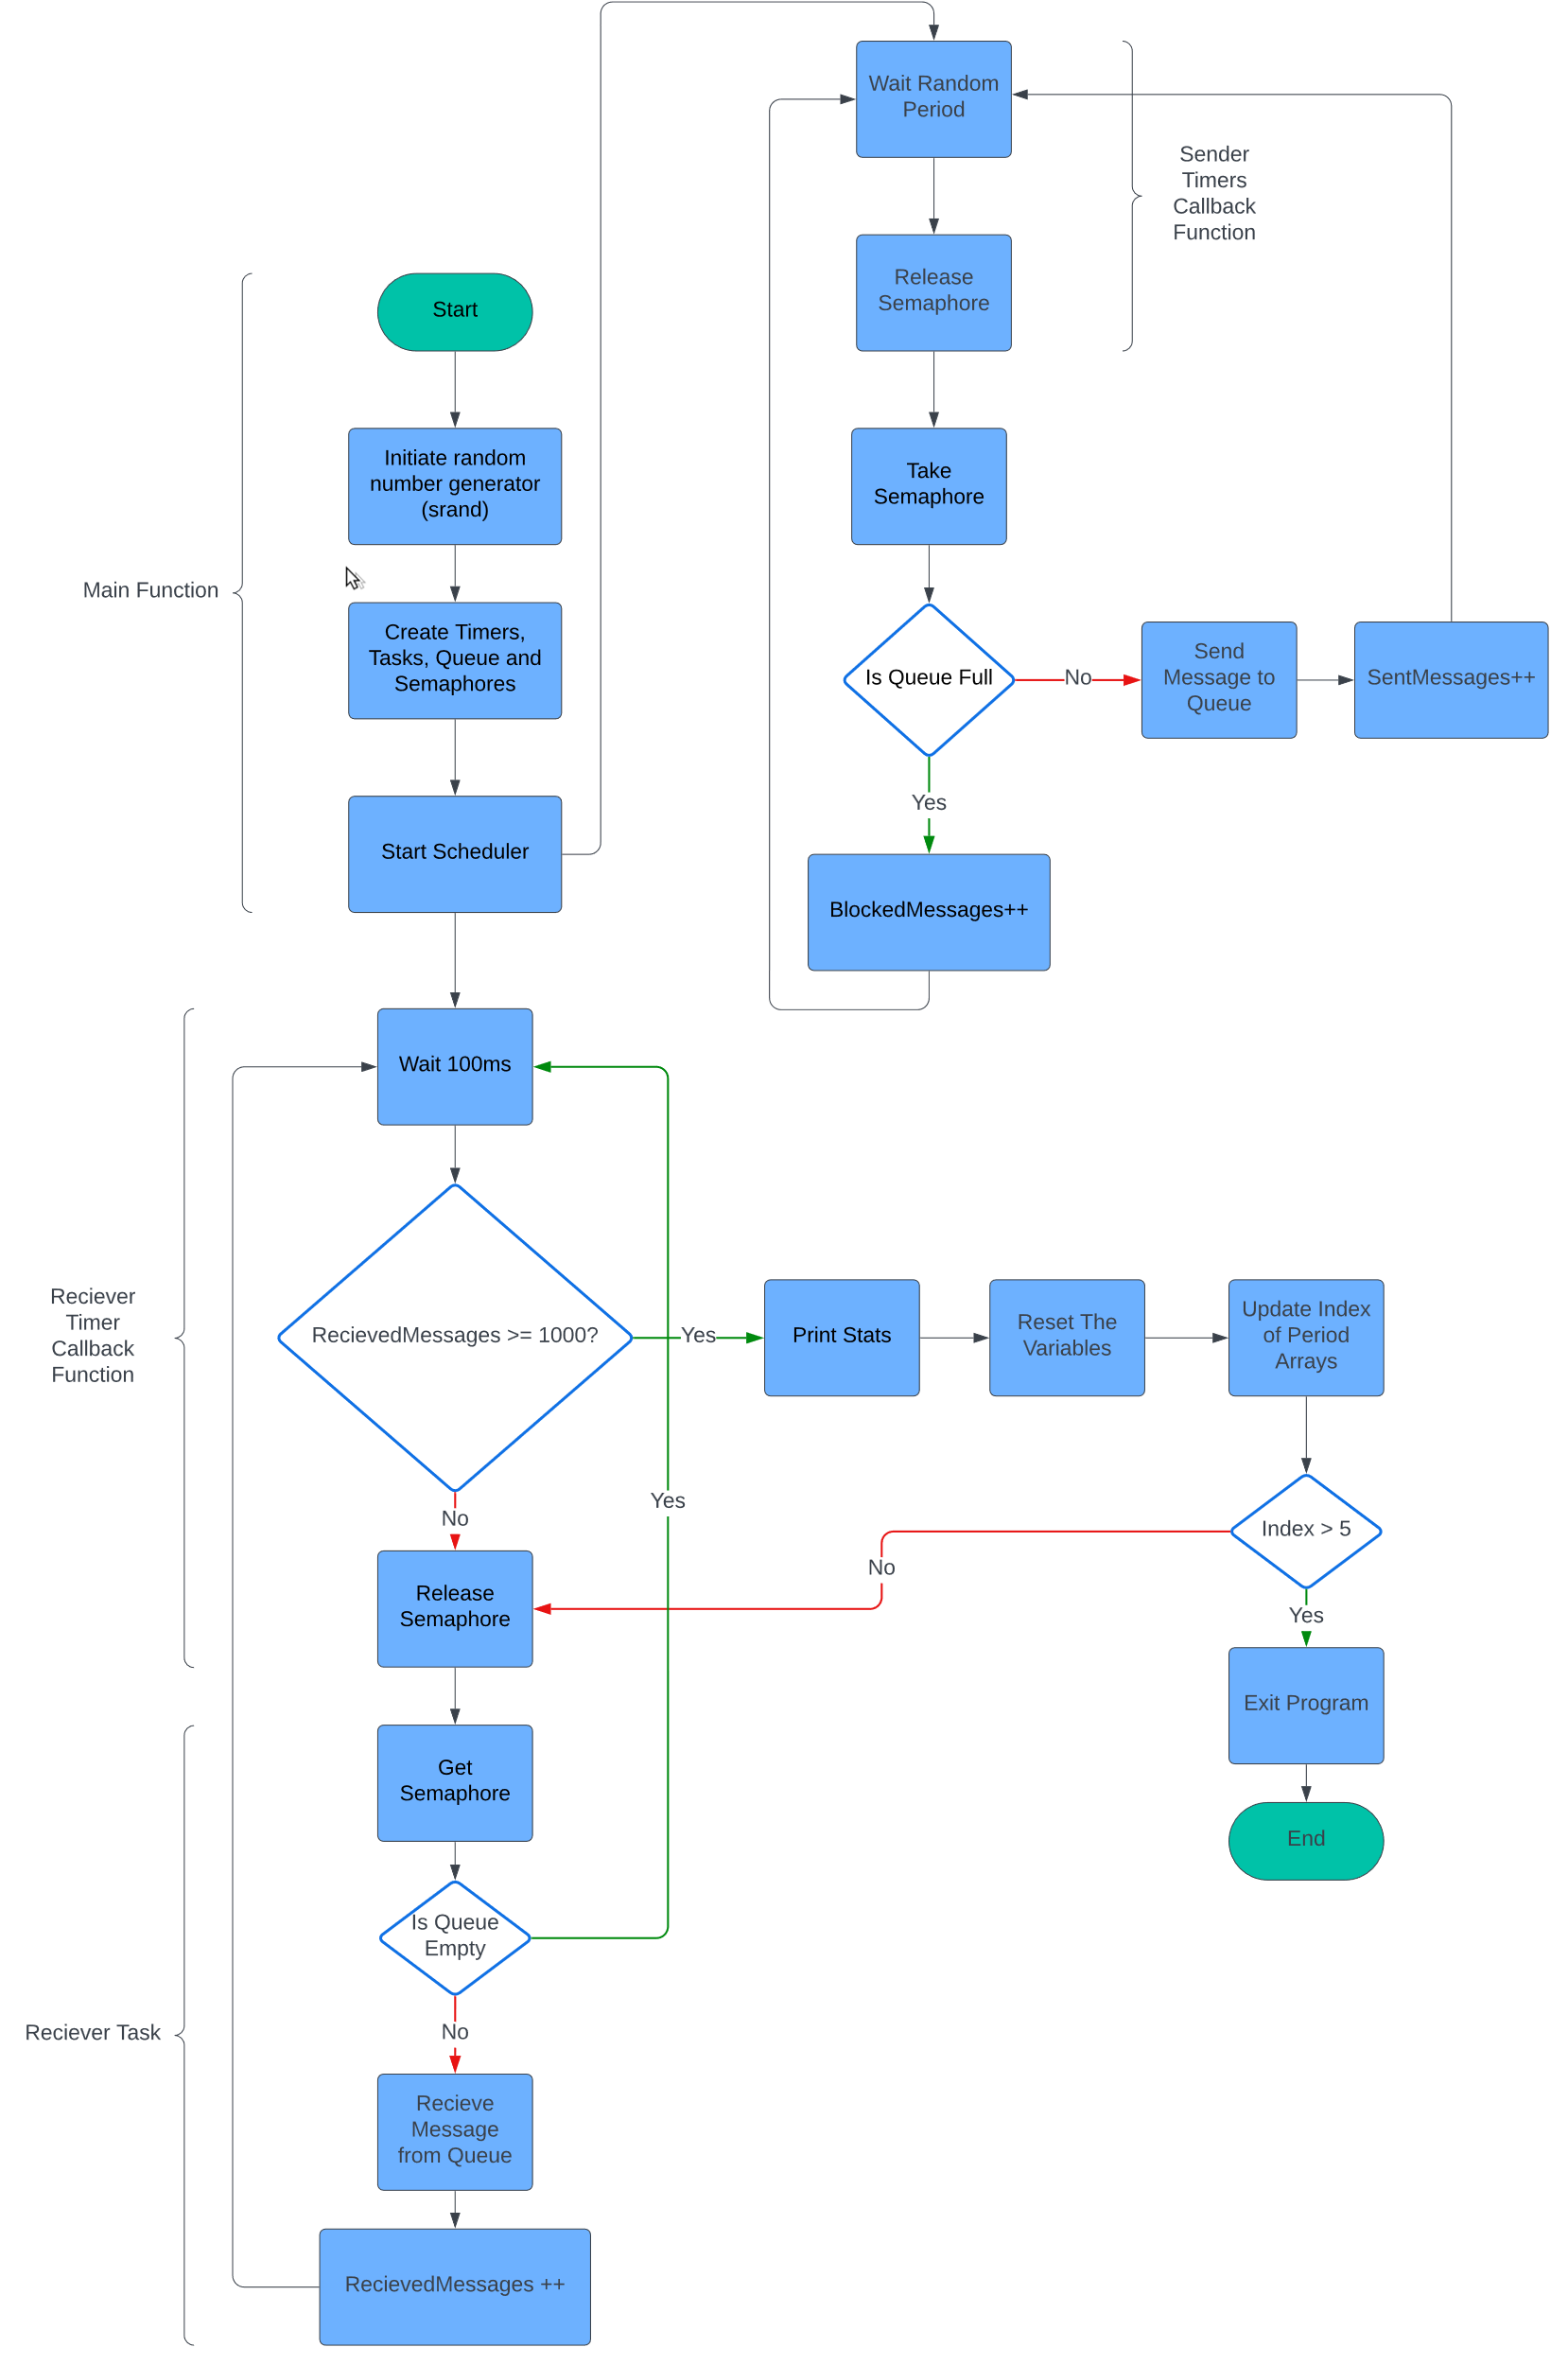 Wait Random
Period
Sender
Timers
Callback
Function
Release
Semaphore
Start
Initiate random
number generator
(srand)
Take
Semaphore
Main Function
Create Timers,
Tasks, Queue and
Semaphores
Is Queue Full
No
Send
Message to
Queue
SentMessages++
Yes
Start Scheduler
BlockedMessages++
Wait 100ms
Reciever
Timer
Callback
Function
RecievedMessages >= 1000?
Yes
Print Stats
Reset The
Variables
Update Index
of Period
Arrays
No
Yes
Index > 5
No
Yes
Release
Semaphore
Exit Program
Get
Semaphore
End
Is Queue
Empty
No
Reciever Task
Recieve
Message
from Queue
RecievedMessages ++